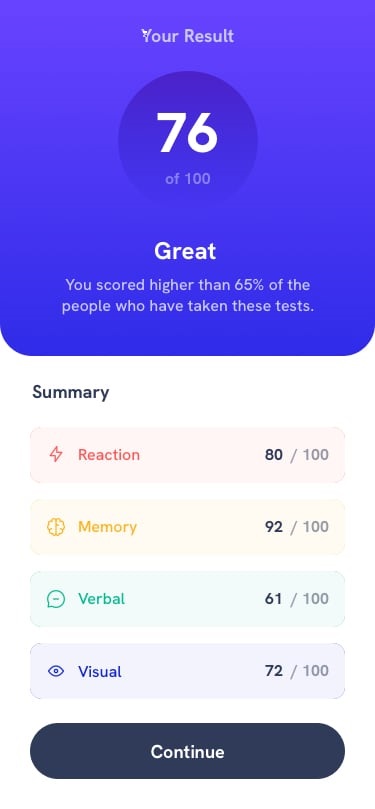 Your Result
76
of 100
Great
You scored higher than 65% of the
people who have taken these tests.
Summary
Reaction 80 / 100
Memory 92 / 100
Verbal 61 / 100
Visual 72 / 100
Continue